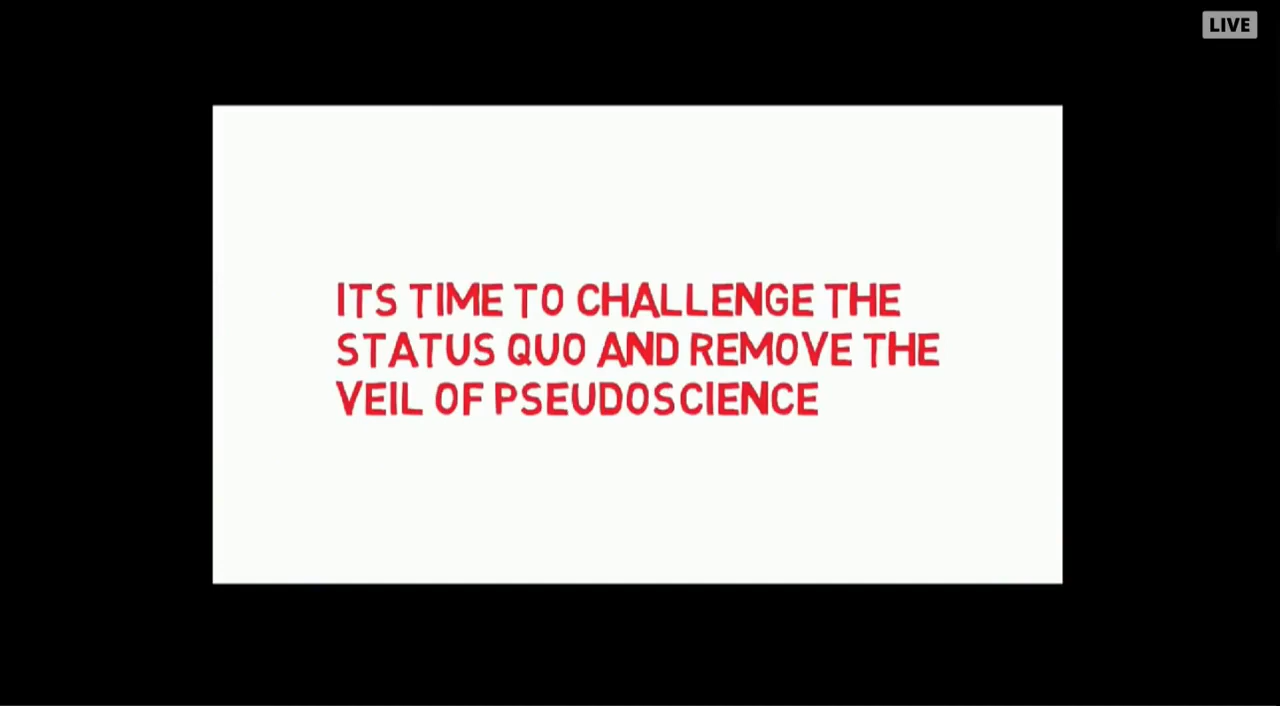 LIVE
ITS TIME TO CHALLENGE THE
STATUS QUO AND REMOVE THE
VEIL OF PSEUDOSCIENCE